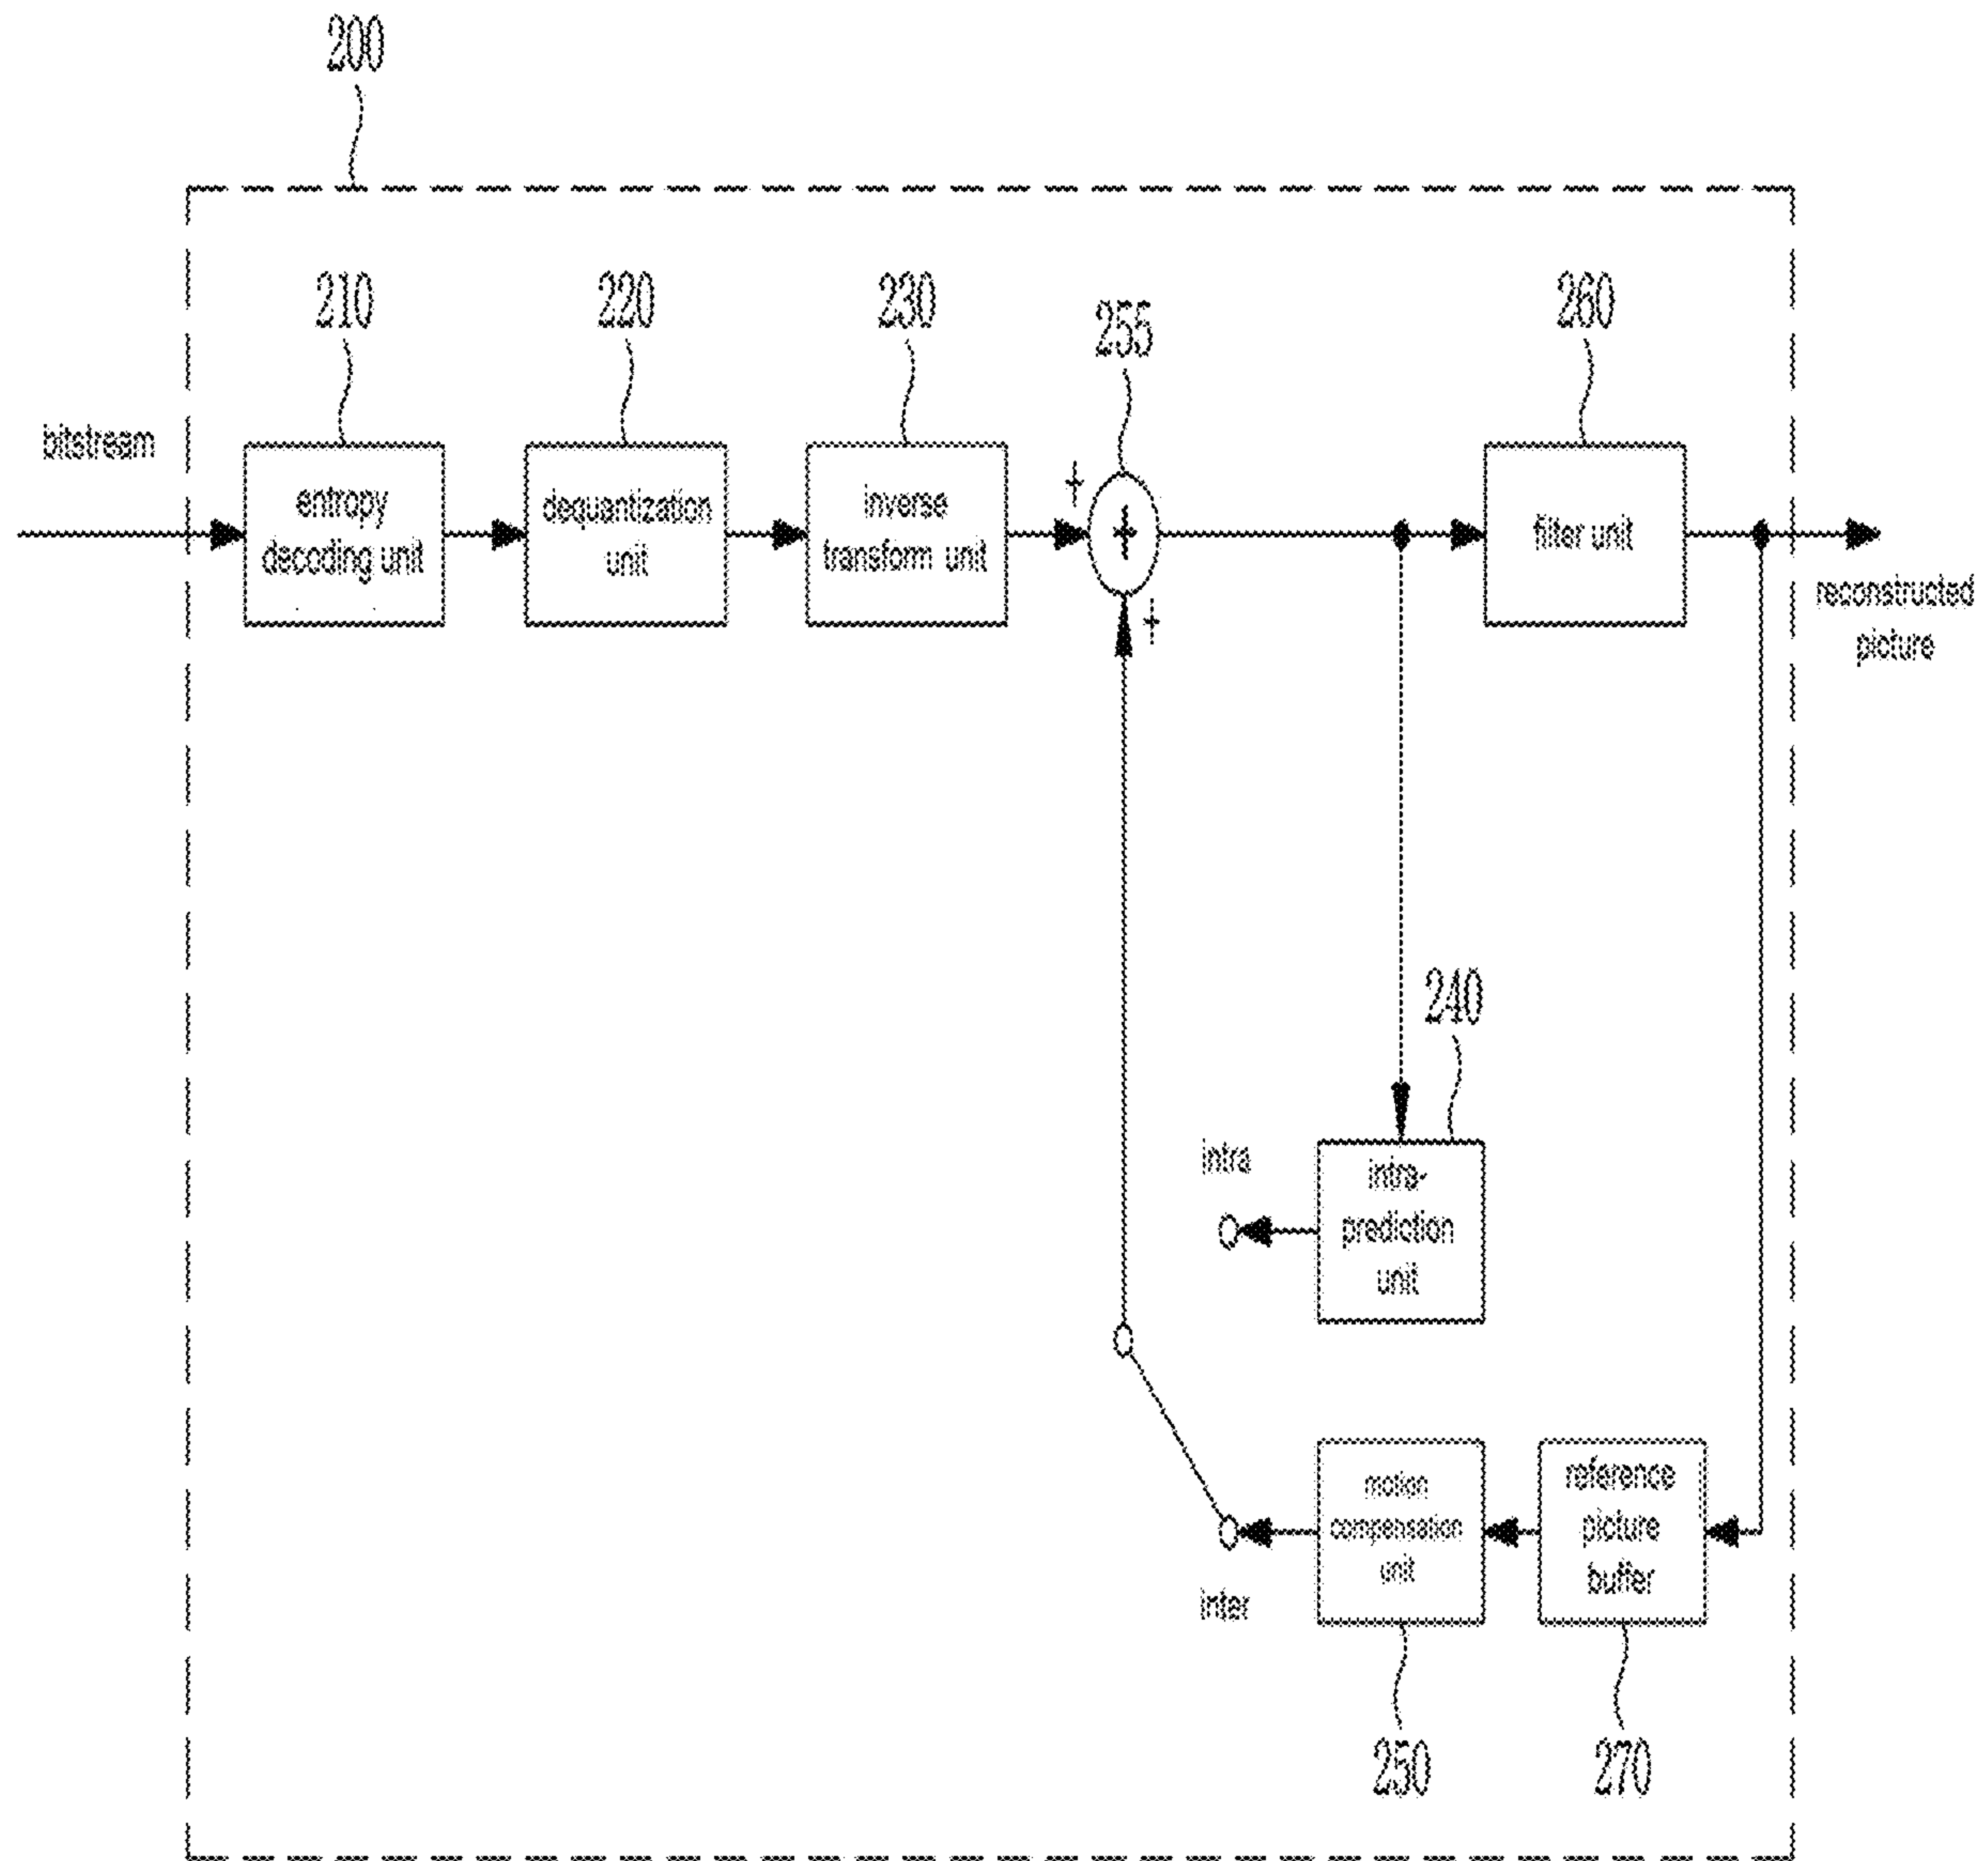 200
210
220
230
255
260
bitstream
entropy
decoding unit
dequantization
unit
inverse
transform unit
+
+
+
filter unit
reconstructed
picture
240
intra
intra-
prediction
unit
motion
compensation
unit
reference
picture
buffer
inter
250
270